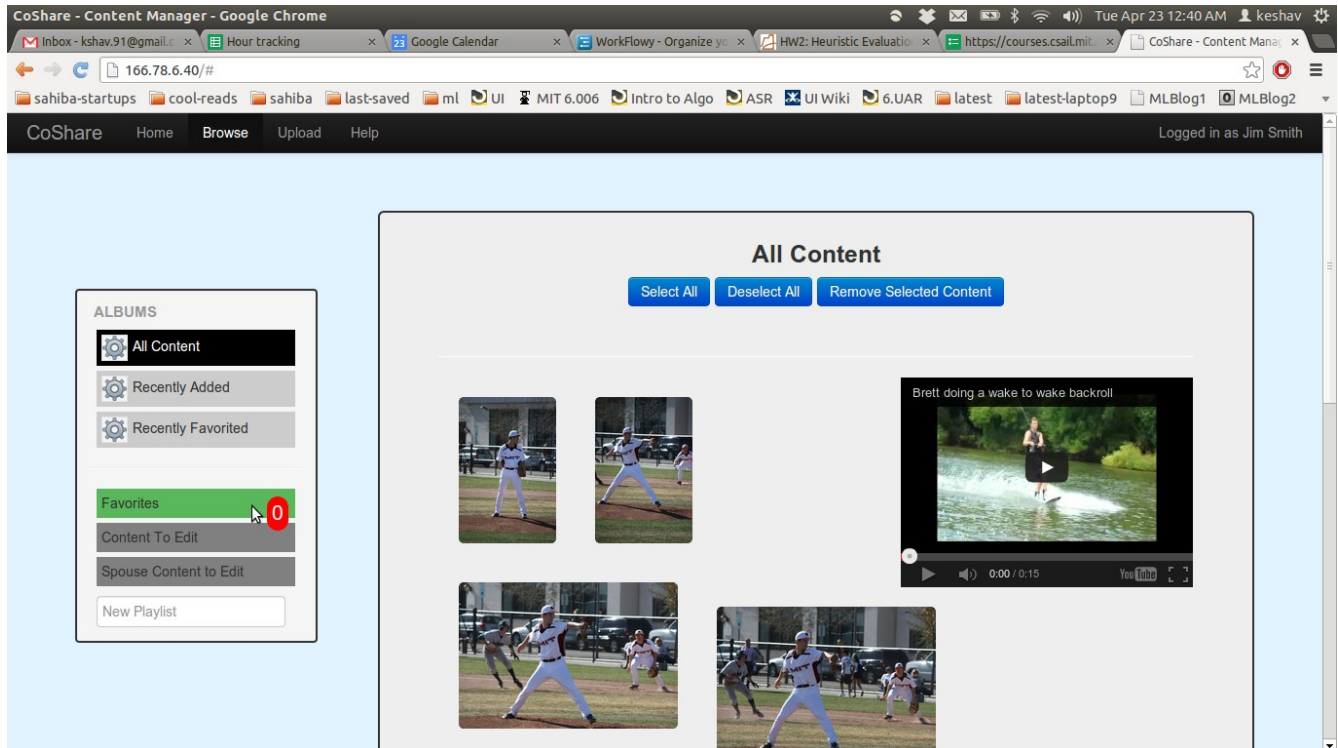 CoShare - Content Manager - Google Chrome
Tue Apr 23 12:40 AM keshav
Inbox - kshav.91@gmail.c
Hour tracking
23 Google Calendar
WorkFlowy - Organize yo
HW2: Heuristic Evaluatio
https://courses.csail.mit.
CoShare - Content Manag
166.78.6.40/#
sahiba-startups cool-reads sahiba last-saved ml UI MIT 6.006 Intro to Algo ASR UI Wiki 6.UAR latest latest-laptop9 MLBlog1 MLBlog2
CoShare Home Browse Upload Help Logged in as Jim Smith
ALBUMS
All Content
Recently Added
Recently Favorited
Favorites 0
Content To Edit
Spouse Content to Edit
New Playlist
All Content
Select All Deselect All Remove Selected Content
Brett doing a wake to wake backroll
0:00 / 0:15 YouTube